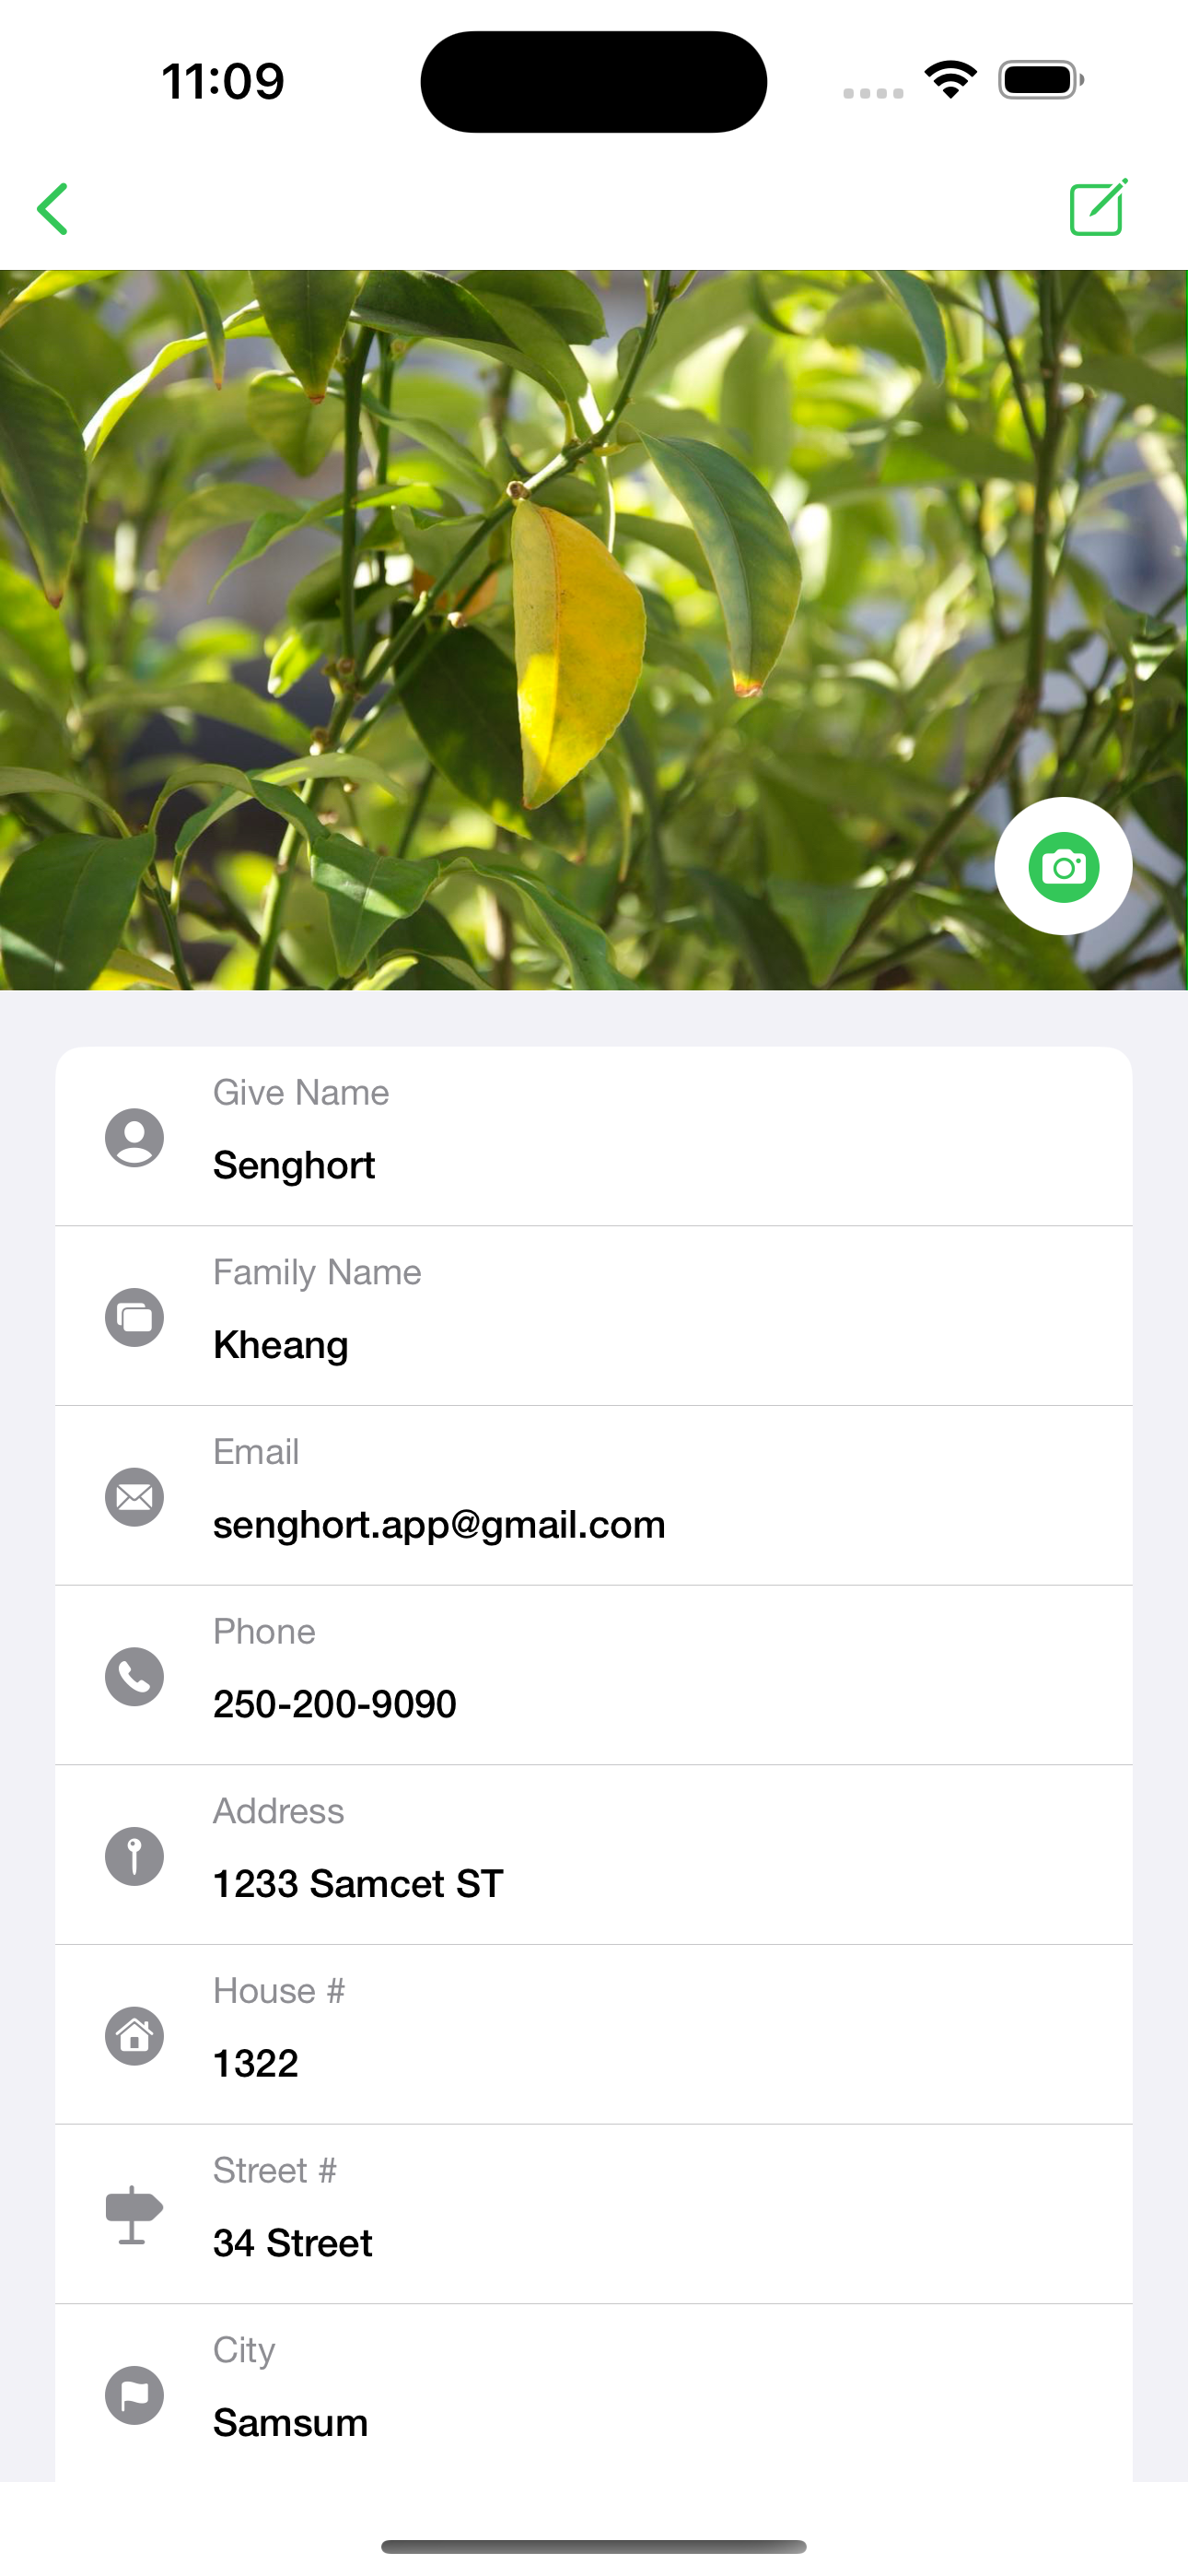 11:09
Give Name
Senghort
Family Name
Kheang
Email
senghort.app@gmail.com
Phone
250-200-9090
Address
1233 Samcet ST
House #
1322
Street #
34 Street
City
Samsum